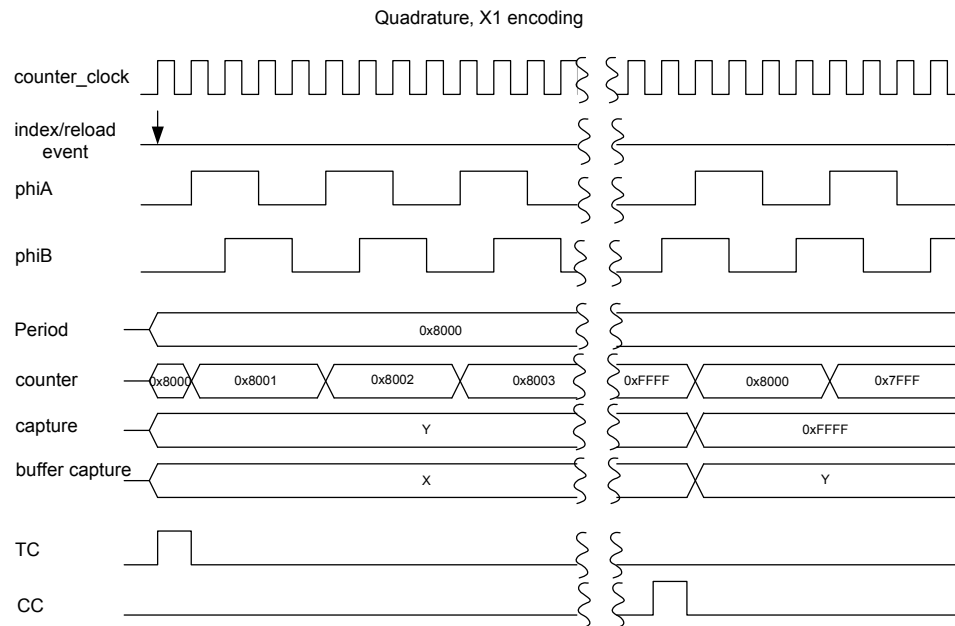 Quadrature, X1 encoding
counter_clock
index/reload
event
phiA
phiB
Period
0x8000
counter
0x8000 0x8001 0x8002 0x8003 0xFFFF 0x8000 0x7FFF
capture
Y 0xFFFF
buffer capture
X Y
TC
CC